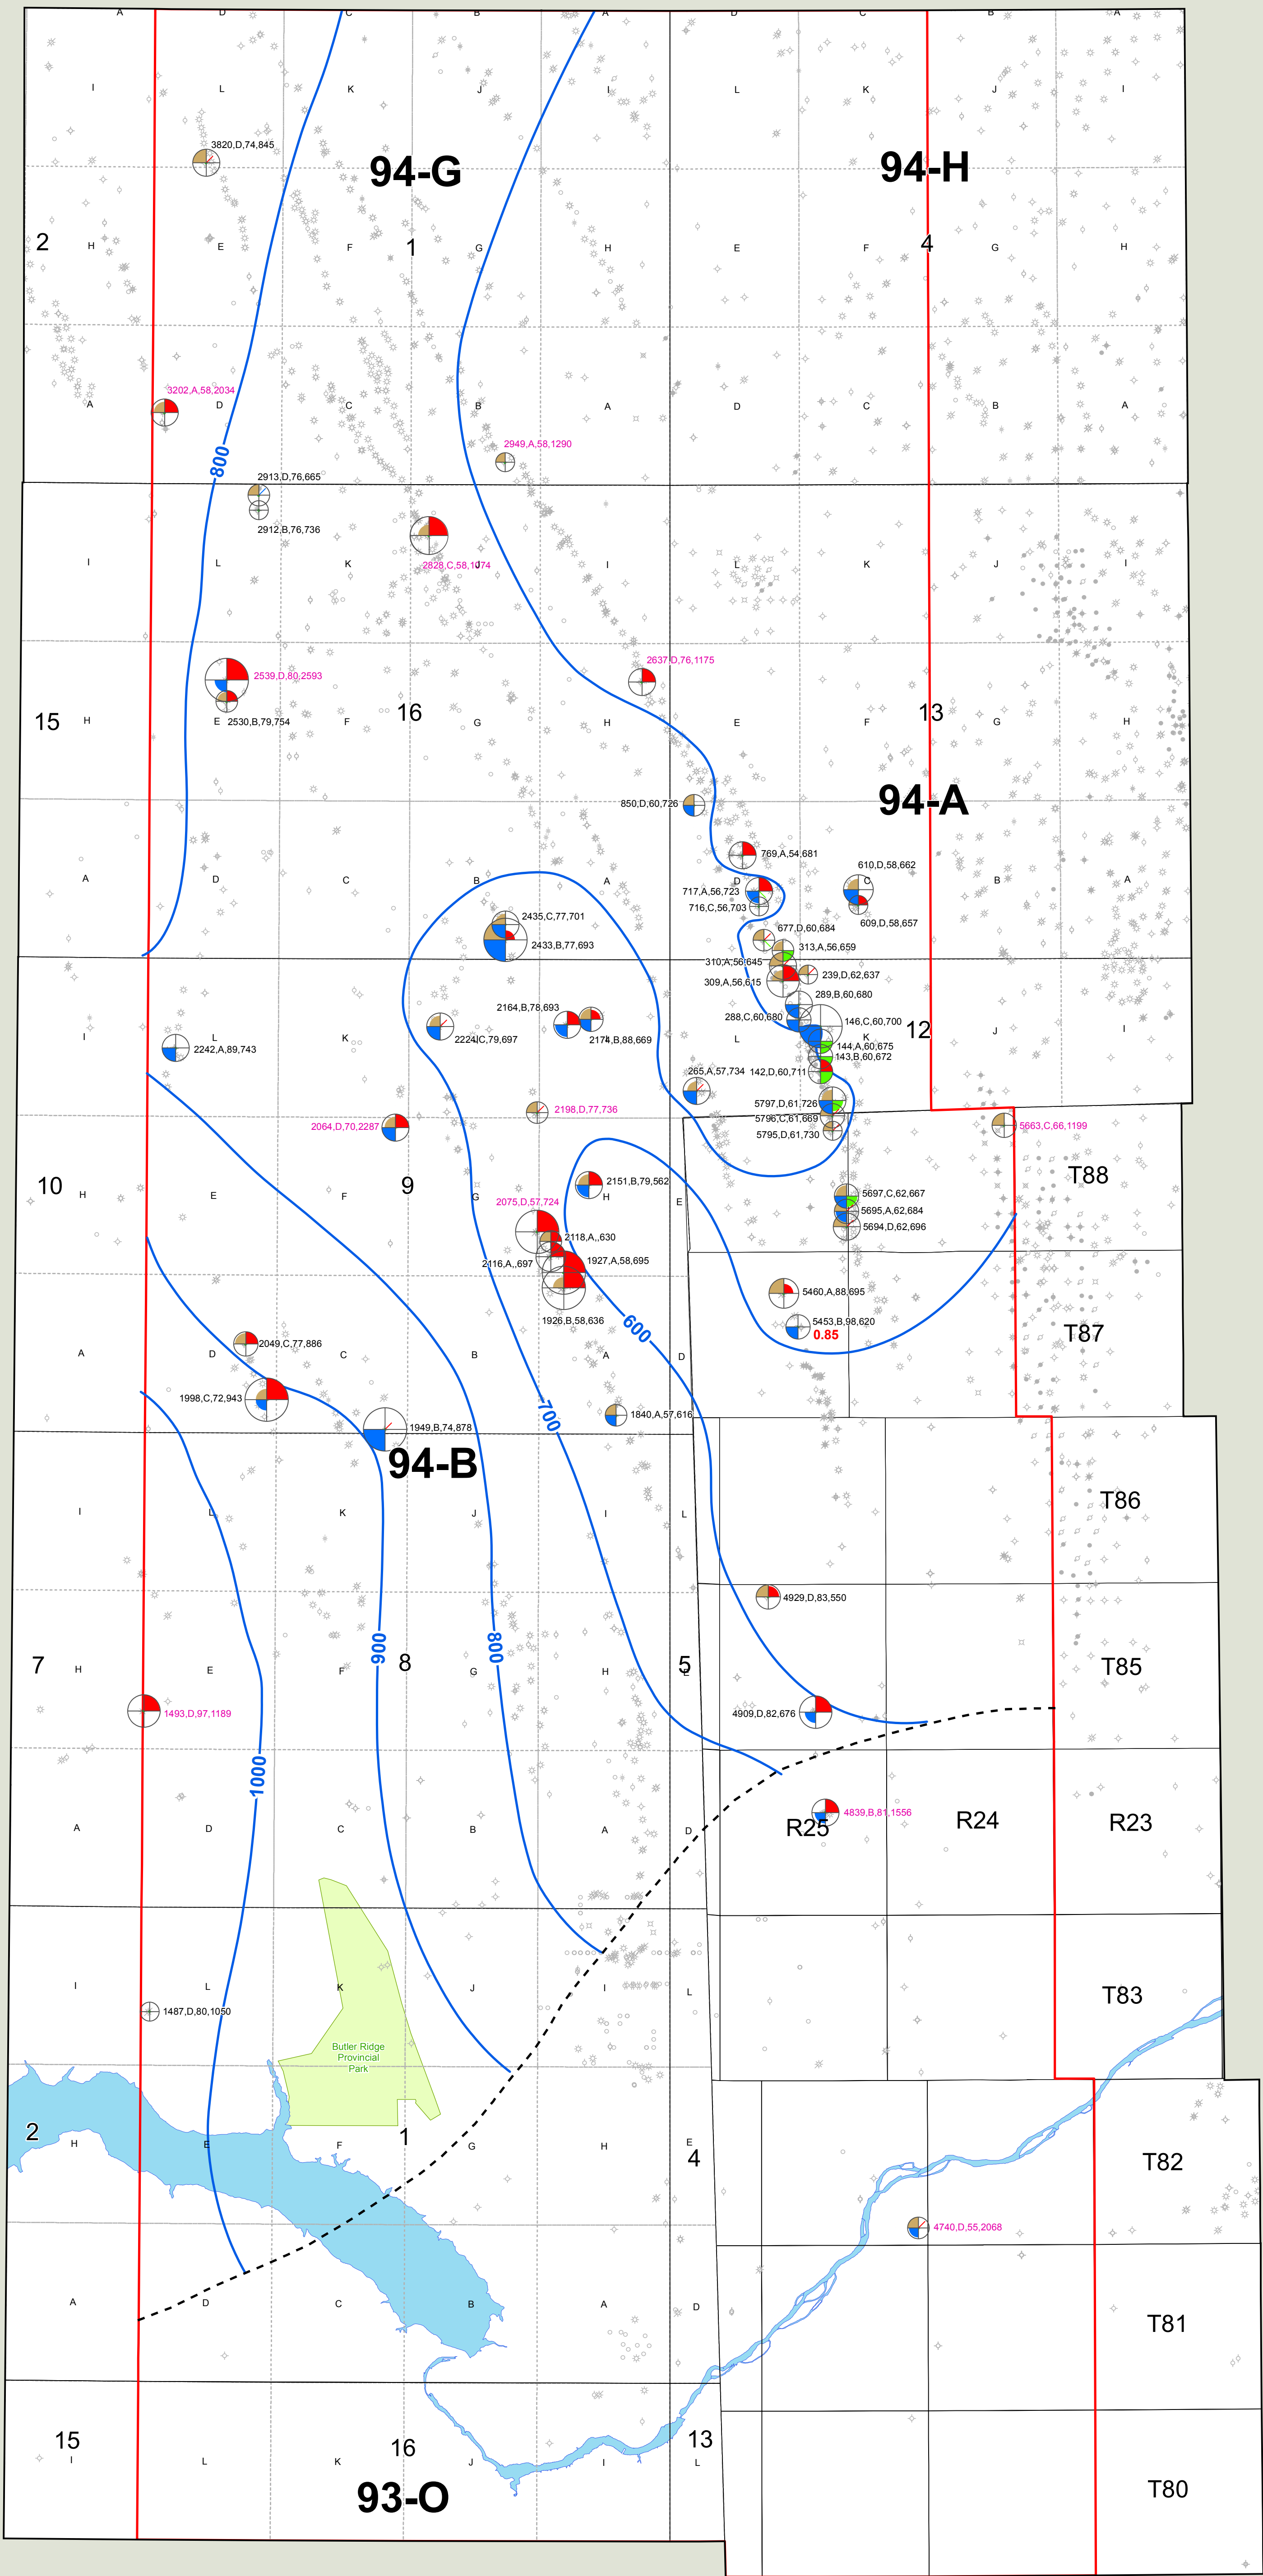 A D C B A D C B A
I L K J I L K J I
3820,D,74,845
94-G
94-H
2 H E F 1 G H E F 4 G H
3202,A,58,2034
A D C B A D C B A
800
2949,A,58,1290
2913,D,76,665
2912,B,76,736
2828,C,58,1074
I L K J I L K J I
2637,D,76,1175
2539,D,80,2593
2530,B,79,754
15 H E F 16 G H E F 13 G H
94-A
850,D,60,726
769,A,54,681
610,D,58,662
A D C B A D C B A
717,A,56,723
716,C,56,703
609,D,58,657
2435,C,77,701
2433,B,77,693
677,D,60,684
313,A,56,659
310,A,56,645
309,A,56,615
239,D,62,637
289,B,60,680
288,C,60,680
146,C,60,700
2164,B,78,693
2174,B,88,669
2224,C,79,697
I L K J I L K 12 J I
144,A,60,675
143,B,60,672
142,D,60,711
2242,A,89,743
265,A,57,734
5797,D,61,726
5796,C,61,669
5795,D,61,730
2198,D,77,736
2064,D,70,2287
5663,C,66,1199
T88
10 H E F 9 G H E
2151,B,79,562
2075,D,57,724
5697,C,62,667
5695,A,62,684
5694,D,62,696
2118,A,,630
2116,A,,697
1927,A,58,695
1926,B,58,636
5460,A,88,695
5453,B,98,620
0.85
T87
600
2049,C,77,886
A D C B A D
1998,C,72,943
700
1840,A,57,616
1949,B,74,878
94-B
T86
I L K J I L
4929,D,83,550
900
800
7 H E F 8 G H 5 E
T85
1493,D,97,1189
4909,D,82,676
1000
4839,B,81,1556
A D C B A D
R25 R24 R23
I L K J I L
T83
1487,D,80,1050
Butler Ridge
Provincial
Park
2 H E F 1 G H E 4
T82
4740,D,55,2068
A D C B A D
T81
15 I L K 16 J I 13 L
93-O
T80